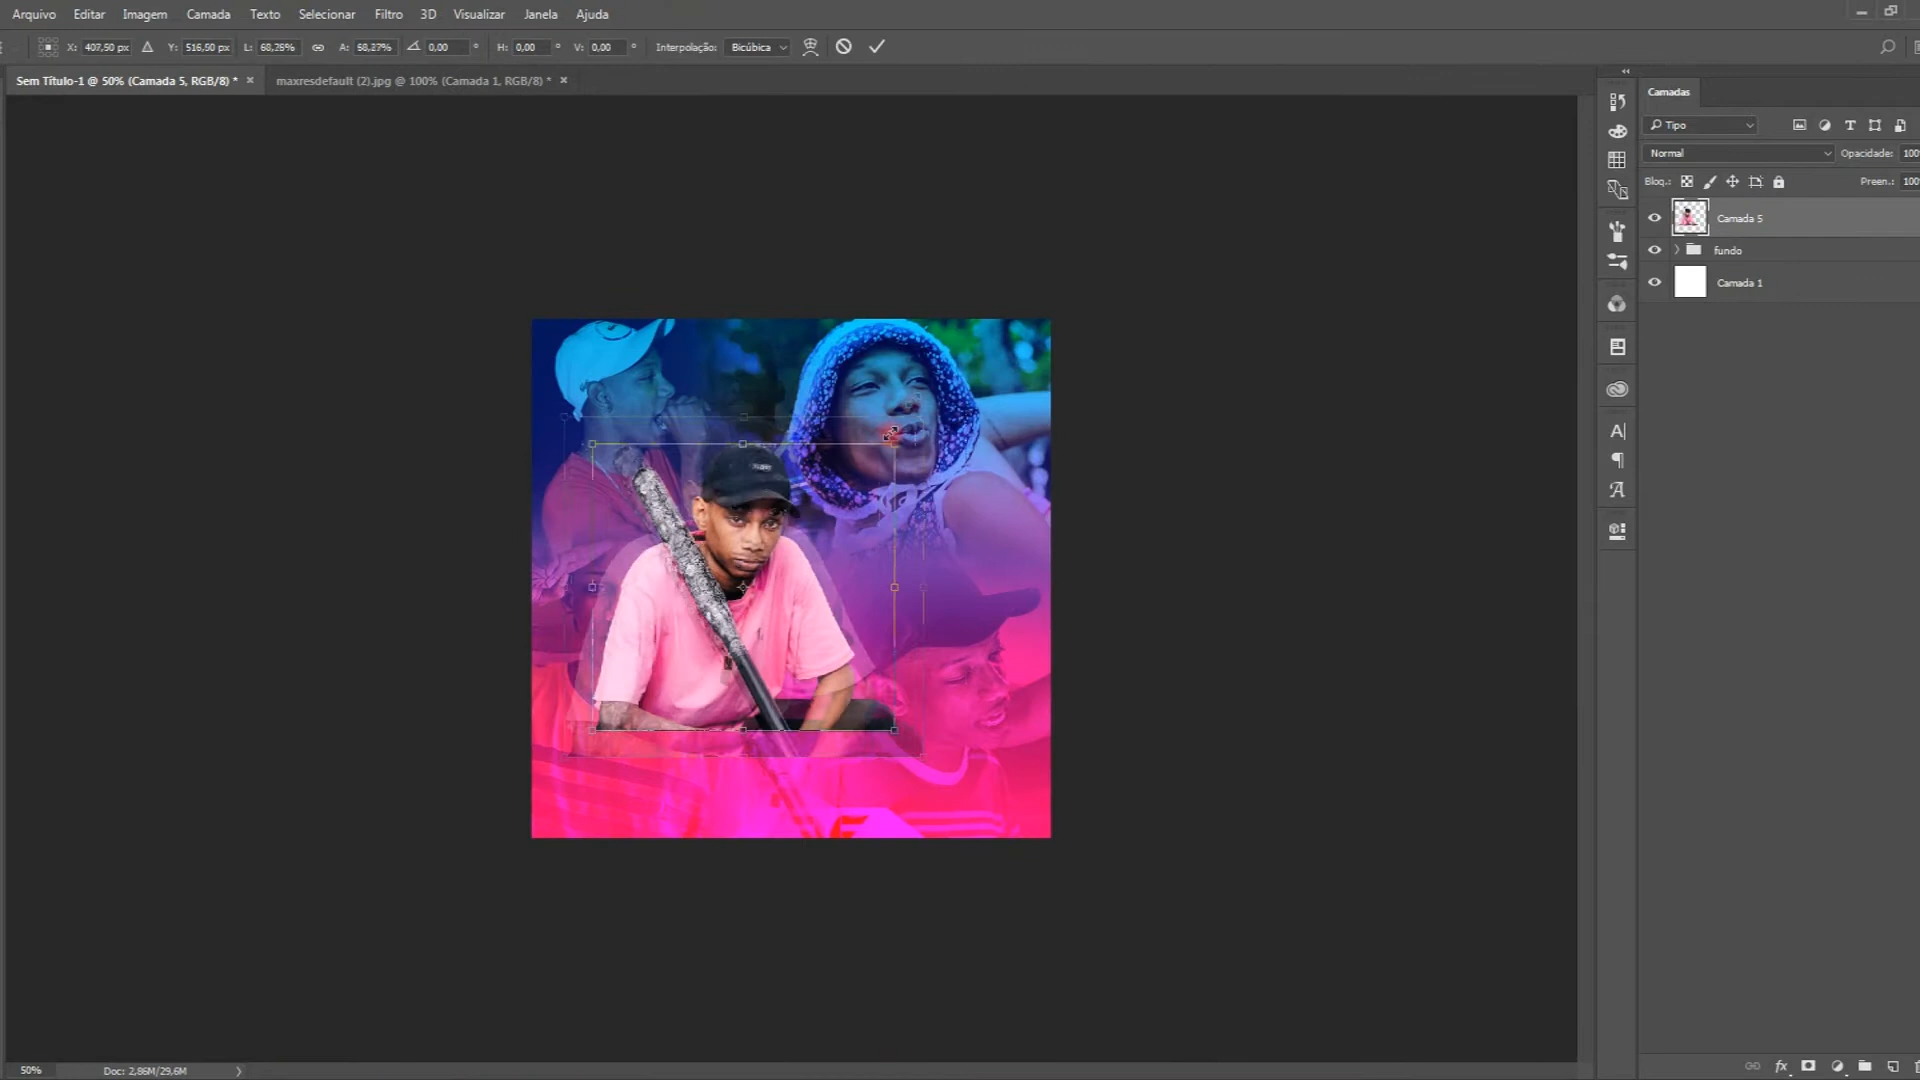 Arquivo Editar Imagem Camada Texto Selecionar Filtro 3D Visualizar Janela Ajuda
X: 407,50 px Y: 516,50 px L: 68,26% A: 68,27% 0,00 ° H: 0,00 ° V: 0,00 ° Interpolação: Bicúbica
Sem Título-1 @ 50% (Camada 5, RGB/8) * × maxresdefault (2).jpg @ 100% (Camada 1, RGB/8) * ×
Camadas
Tipo
Normal Opacidade: 100
Bloq.: Preen.: 100
Camada 5
fundo
Camada 1
50% Doc: 2,86M/29,6M